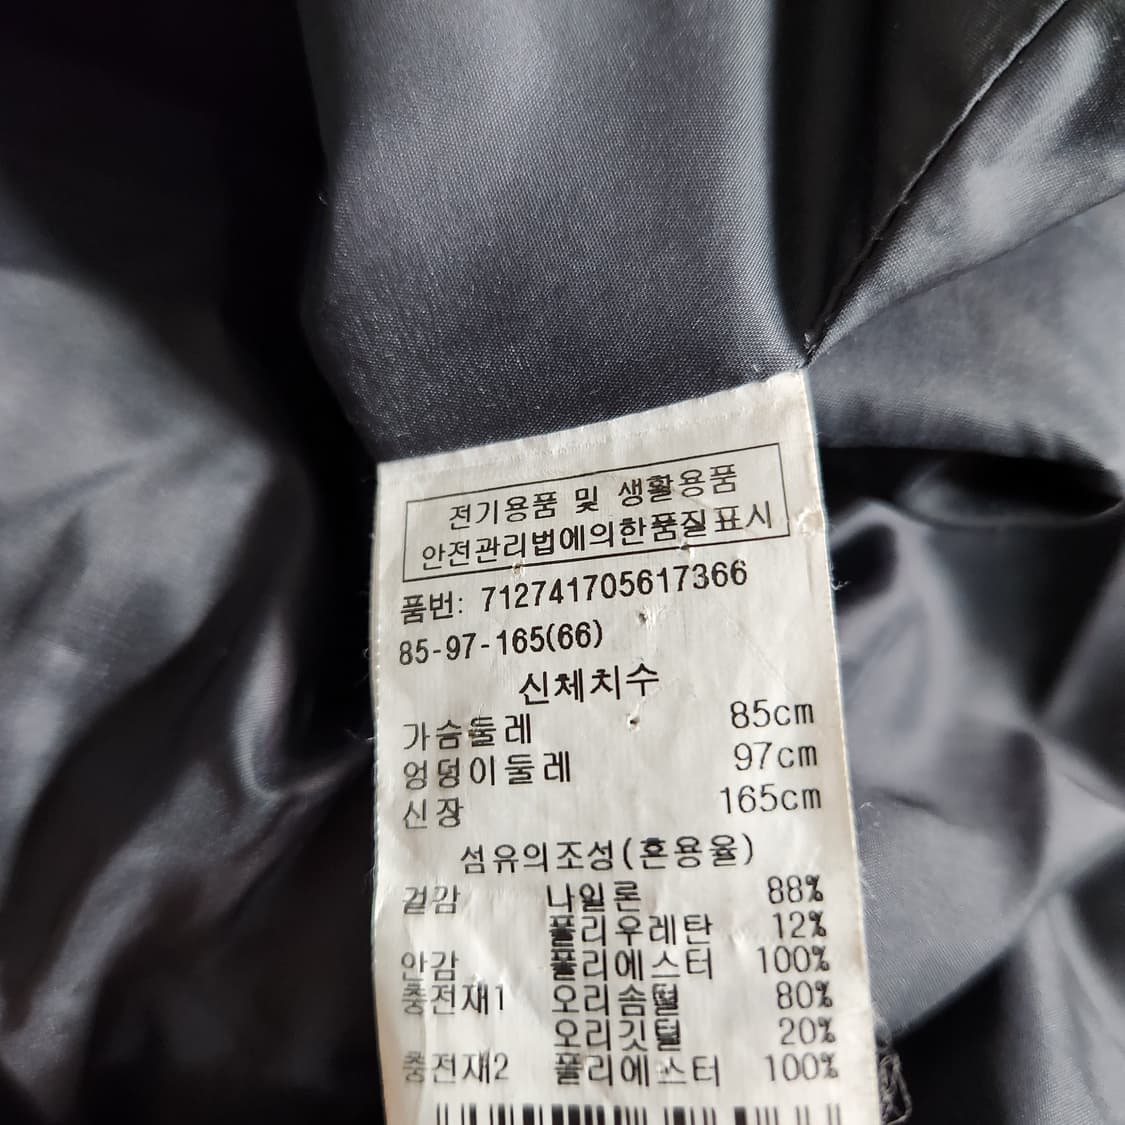 전기용품 및 생활용품
안전관리법에의한품질표시
품번: 712741705617366
85-97-165(66)
신체치수
가슴둘레 85cm
엉덩이둘레 97cm
신장 165cm
섬유의조성(혼용율)
겉감 나일론 88%
폴리우레탄 12%
안감 폴리에스터 100%
충전재1 오리솜털 80%
오리깃털 20%
충전재2 폴리에스터 100%